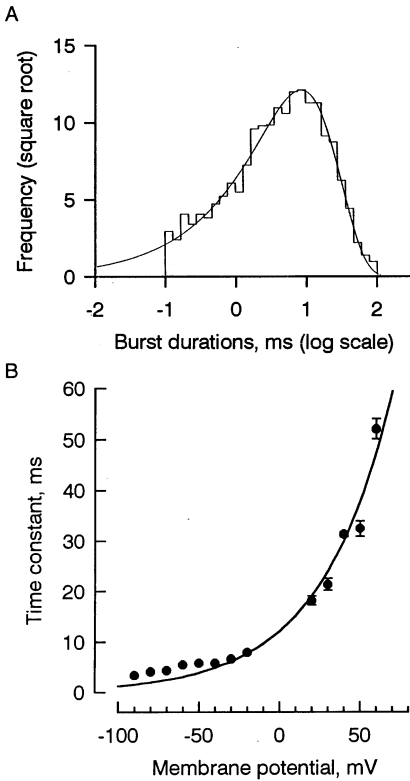 A
15
10
5
0
Frequency (square root)
-2 -1 0 1 2
Burst durations, ms (log scale)
B
60
50
40
30
20
10
0
Time constant, ms
-100 -50 0 50
Membrane potential, mV